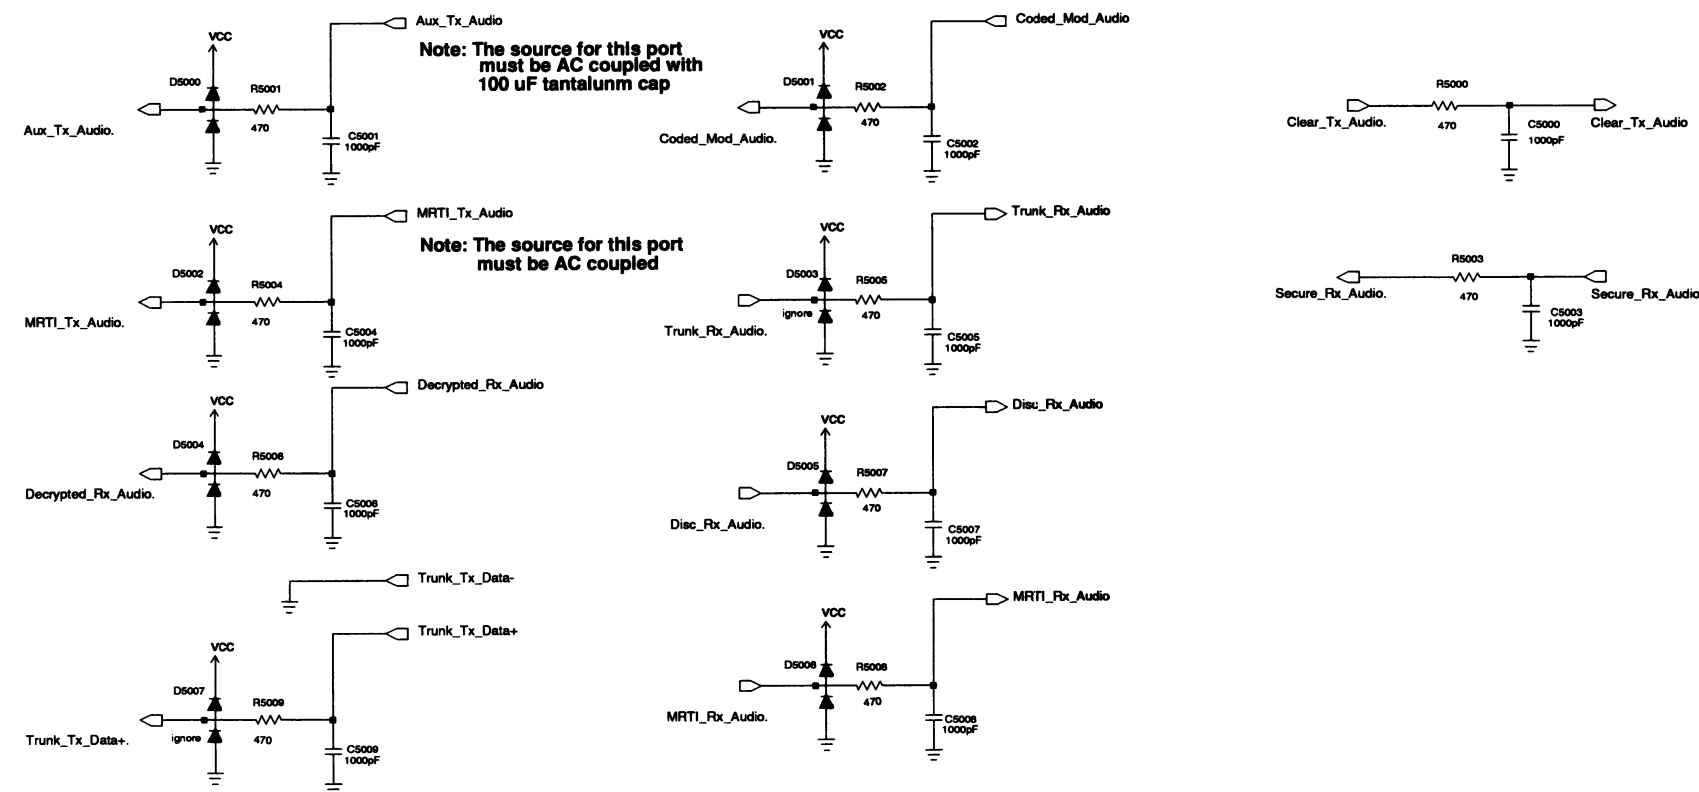 Aux_Tx_Audio
Note: The source for this port
must be AC coupled with
100 uF tantalunm cap
VCC
D5000
R5001
470
Aux_Tx_Audio.
C5001
1000pF
Coded_Mod_Audio
VCC
D5001
R5002
470
Coded_Mod_Audio.
C5002
1000pF
R5000
Clear_Tx_Audio.
470
C5000
1000pF
Clear_Tx_Audio
MRTI_Tx_Audio
Note: The source for this port
must be AC coupled
VCC
D5002
R5004
470
MRTI_Tx_Audio.
C5004
1000pF
Trunk_Rx_Audio
VCC
D5003
R5005
ignore
470
Trunk_Rx_Audio.
C5005
1000pF
R5003
Secure_Rx_Audio.
470
C5003
1000pF
Secure_Rx_Audio
Decrypted_Rx_Audio
VCC
D5004
R5006
470
Decrypted_Rx_Audio.
C5006
1000pF
Disc_Rx_Audio
VCC
D5005
R5007
470
Disc_Rx_Audio.
C5007
1000pF
Trunk_Tx_Data-
Trunk_Tx_Data+
VCC
D5007
R5009
ignore
470
Trunk_Tx_Data+.
C5009
1000pF
MRTI_Rx_Audio
VCC
D5006
R5008
470
MRTI_Rx_Audio.
C5008
1000pF